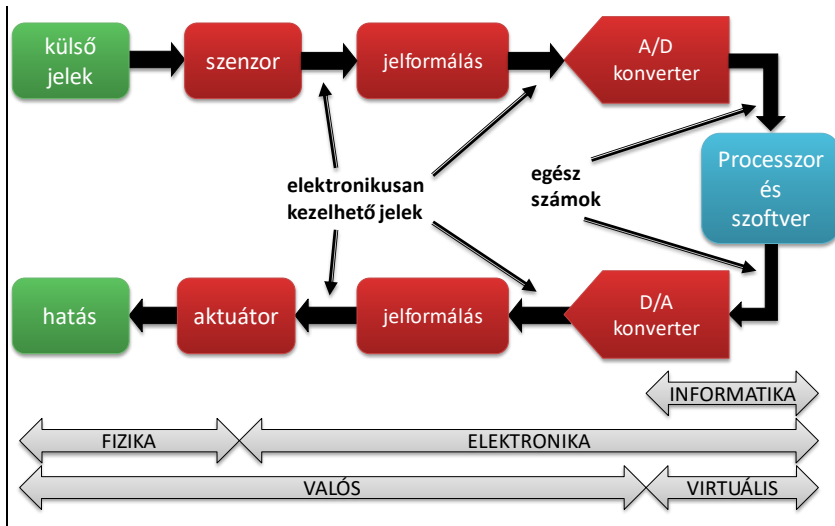 külső
jelek
szenzor
jelformálás
A/D
konverter
elektronikusan
kezelhető jelek
egész
számok
Processzor
és
szoftver
hatás
aktuátor
jelformálás
D/A
konverter
INFORMATIKA
FIZIKA
ELEKTRONIKA
VALÓS
VIRTUÁLIS